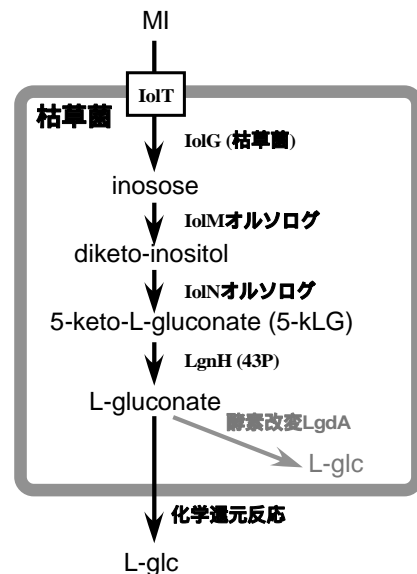 MI
IolT
枯草菌
IolG (枯草菌)
inosose
IolMオルソログ
diketo-inositol
IolNオルソログ
5-keto-L-gluconate (5-kLG)
LgnH (43P)
L-gluconate
酵素改変LgdA
L-glc
化学還元反応
L-glc